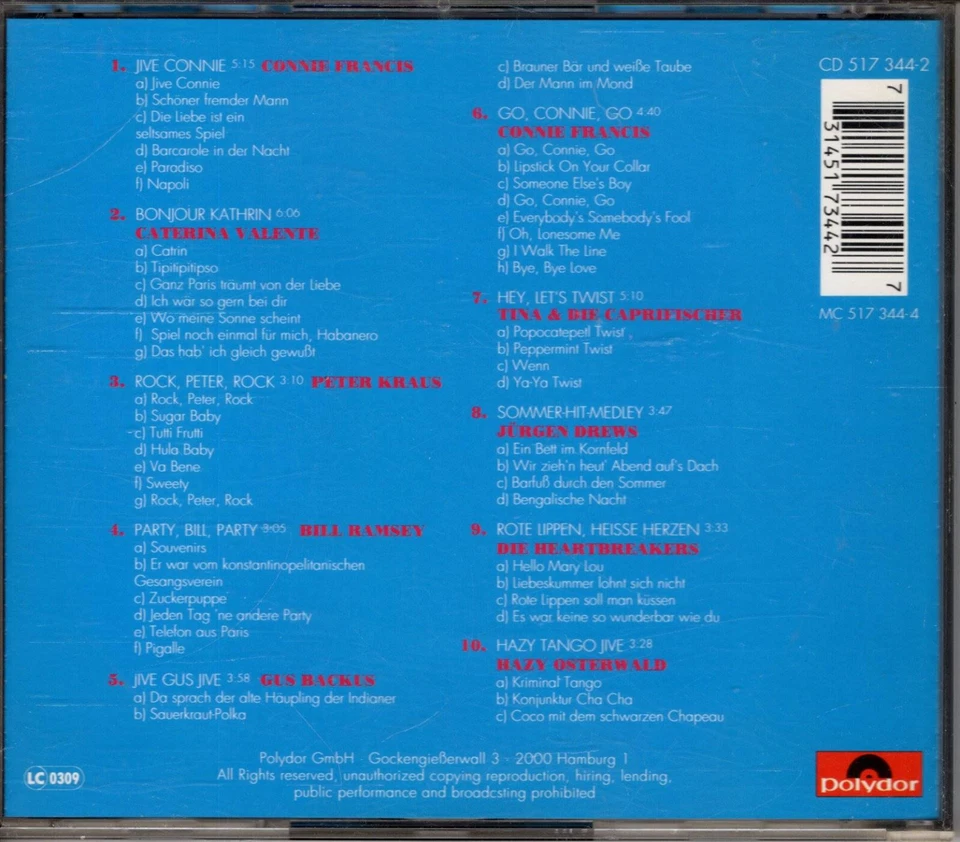 1. JIVE CONNIE 5:15 CONNIE FRANCIS
a) Jive Connie
b) Schöner fremder Mann
c) Die Liebe ist ein
seltsames Spiel
d) Barcarole in der Nacht
e) Paradiso
f) Napoli
2. BONJOUR KATHRIN 6:06
CATERINA VALENTE
a) Catrin
b) Tipitipitipso
c) Ganz Paris träumt von der Liebe
d) Ich wär so gern bei dir
e) Wo meine Sonne scheint
f) Spiel noch einmal für mich, Habanero
g) Das hab' ich gleich gewußt
3. ROCK, PETER, ROCK 3:10 PETER KRAUS
a) Rock, Peter, Rock
b) Sugar Baby
c) Tutti Frutti
d) Hula Baby
e) Va Bene
f) Sweety
g) Rock, Peter, Rock
4. PARTY, BILL, PARTY 3:05 BILL RAMSEY
a) Souvenirs
b) Er war vom konstantinopelitanischen
Gesangsverein
c) Zuckerpuppe
d) Jeden Tag 'ne andere Party
e) Telefon aus Paris
f) Pigalle
5. JIVE GUS JIVE 3:58 GUS BACKUS
a) Da sprach der alte Häupling der Indianer
b) Sauerkraut-Polka
c) Brauner Bär und weiße Taube
d) Der Mann im Mond
6. GO, CONNIE, GO 4:40
CONNIE FRANCIS
a) Go, Connie, Go
b) Lipstick On Your Collar
c) Someone Else's Boy
d) Go, Connie, Go
e) Everybody's Somebody's Fool
f) Oh, Lonesome Me
g) I Walk The Line
h) Bye, Bye Love
7. HEY, LET'S TWIST 5:10
TINA & DIE CAPRIFISCHER
a) Popocatepetl Twist
b) Peppermint Twist
c) Wenn
d) Ya-Ya Twist
8. SOMMER-HIT-MEDLEY 3:47
JÜRGEN DREWS
a) Ein Bett im Kornfeld
b) Wir zieh'n heut' Abend auf's Dach
c) Barfuß durch den Sommer
d) Bengalische Nacht
9. ROTE LIPPEN, HEISSE HERZEN 3:33
DIE HEARTBREAKERS
a) Hello Mary Lou
b) Liebeskummer lohnt sich nicht
c) Rote Lippen soll man küssen
d) Es war keine so wunderbar wie du
10. HAZY TANGO JIVE 3:28
HAZY OSTERWALD
a) Kriminal Tango
b) Konjunktur Cha Cha
c) Coco mit dem schwarzen Chapeau
CD 517 344-2
7 31451 73442 7
MC 517 344-4
LC 0309
Polydor GmbH · Gockengießerwall 3 - 2000 Hamburg 1
All Rights reserved, unauthorized copying reproduction, hiring, lending,
public performance and broadcsting prohibited
polydor